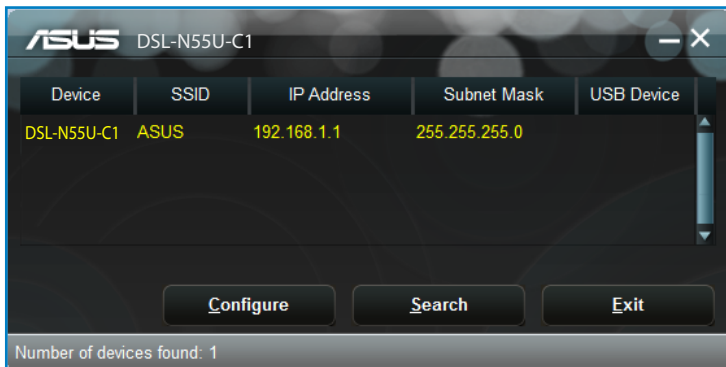 ASUS DSL-N55U-C1
Device SSID IP Address Subnet Mask USB Device
DSL-N55U-C1 ASUS 192.168.1.1 255.255.255.0
Configure Search Exit
Number of devices found: 1